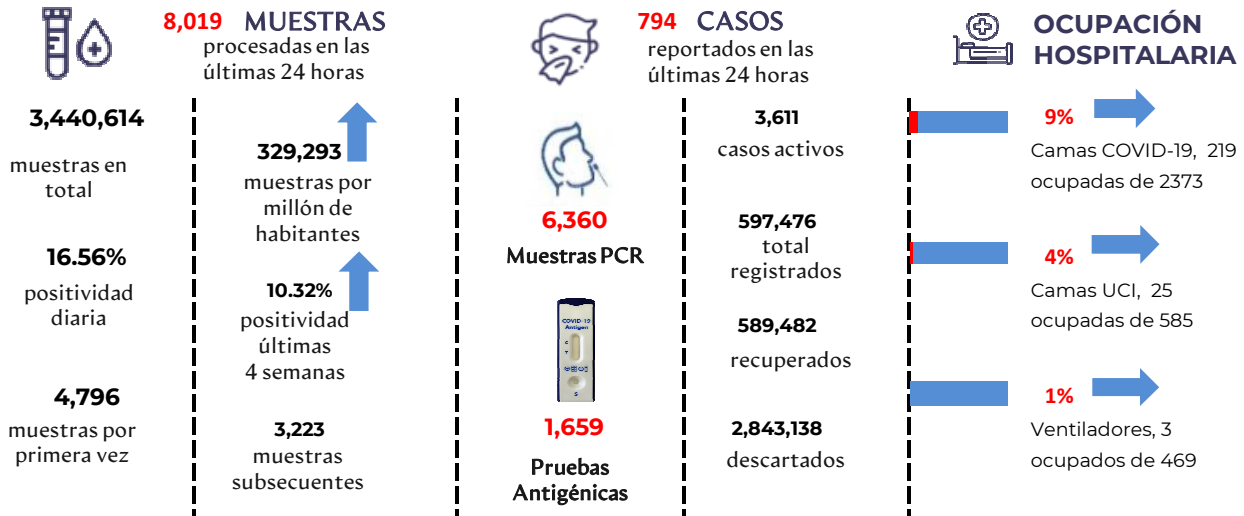 8,019 MUESTRAS
procesadas en las
últimas 24 horas
3,440,614
muestras en
total
16.56%
positividad
diaria
4,796
muestras por
primera vez
329,293
muestras por
millón de
habitantes
10.32%
positividad
últimas
4 semanas
3,223
muestras
subsecuentes
794 CASOS
reportados en las
últimas 24 horas
6,360
Muestras PCR
COVID-19
Antigen
C
T
S
1,659
Pruebas
Antigénicas
3,611
casos activos
597,476
total
registrados
589,482
recuperados
2,843,138
descartados
OCUPACIÓN
HOSPITALARIA
9%
Camas COVID-19, 219
ocupadas de 2373
4%
Camas UCI, 25
ocupadas de 585
1%
Ventiladores, 3
ocupados de 469